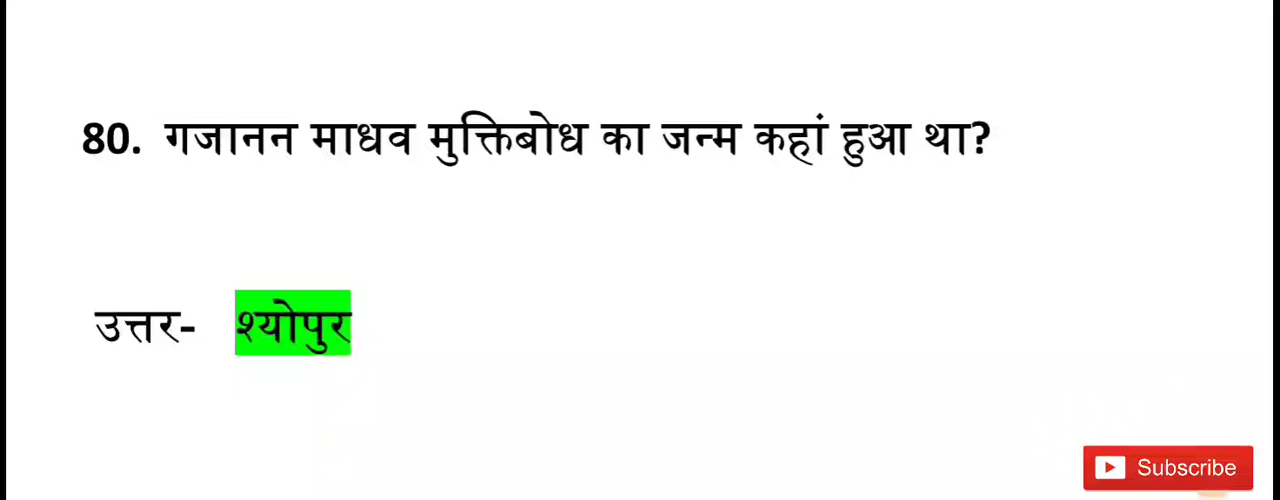 80. गजानन माधव मुक्तिबोध का जन्म कहां हुआ था?
उत्तर- श्योपुर
Subscribe